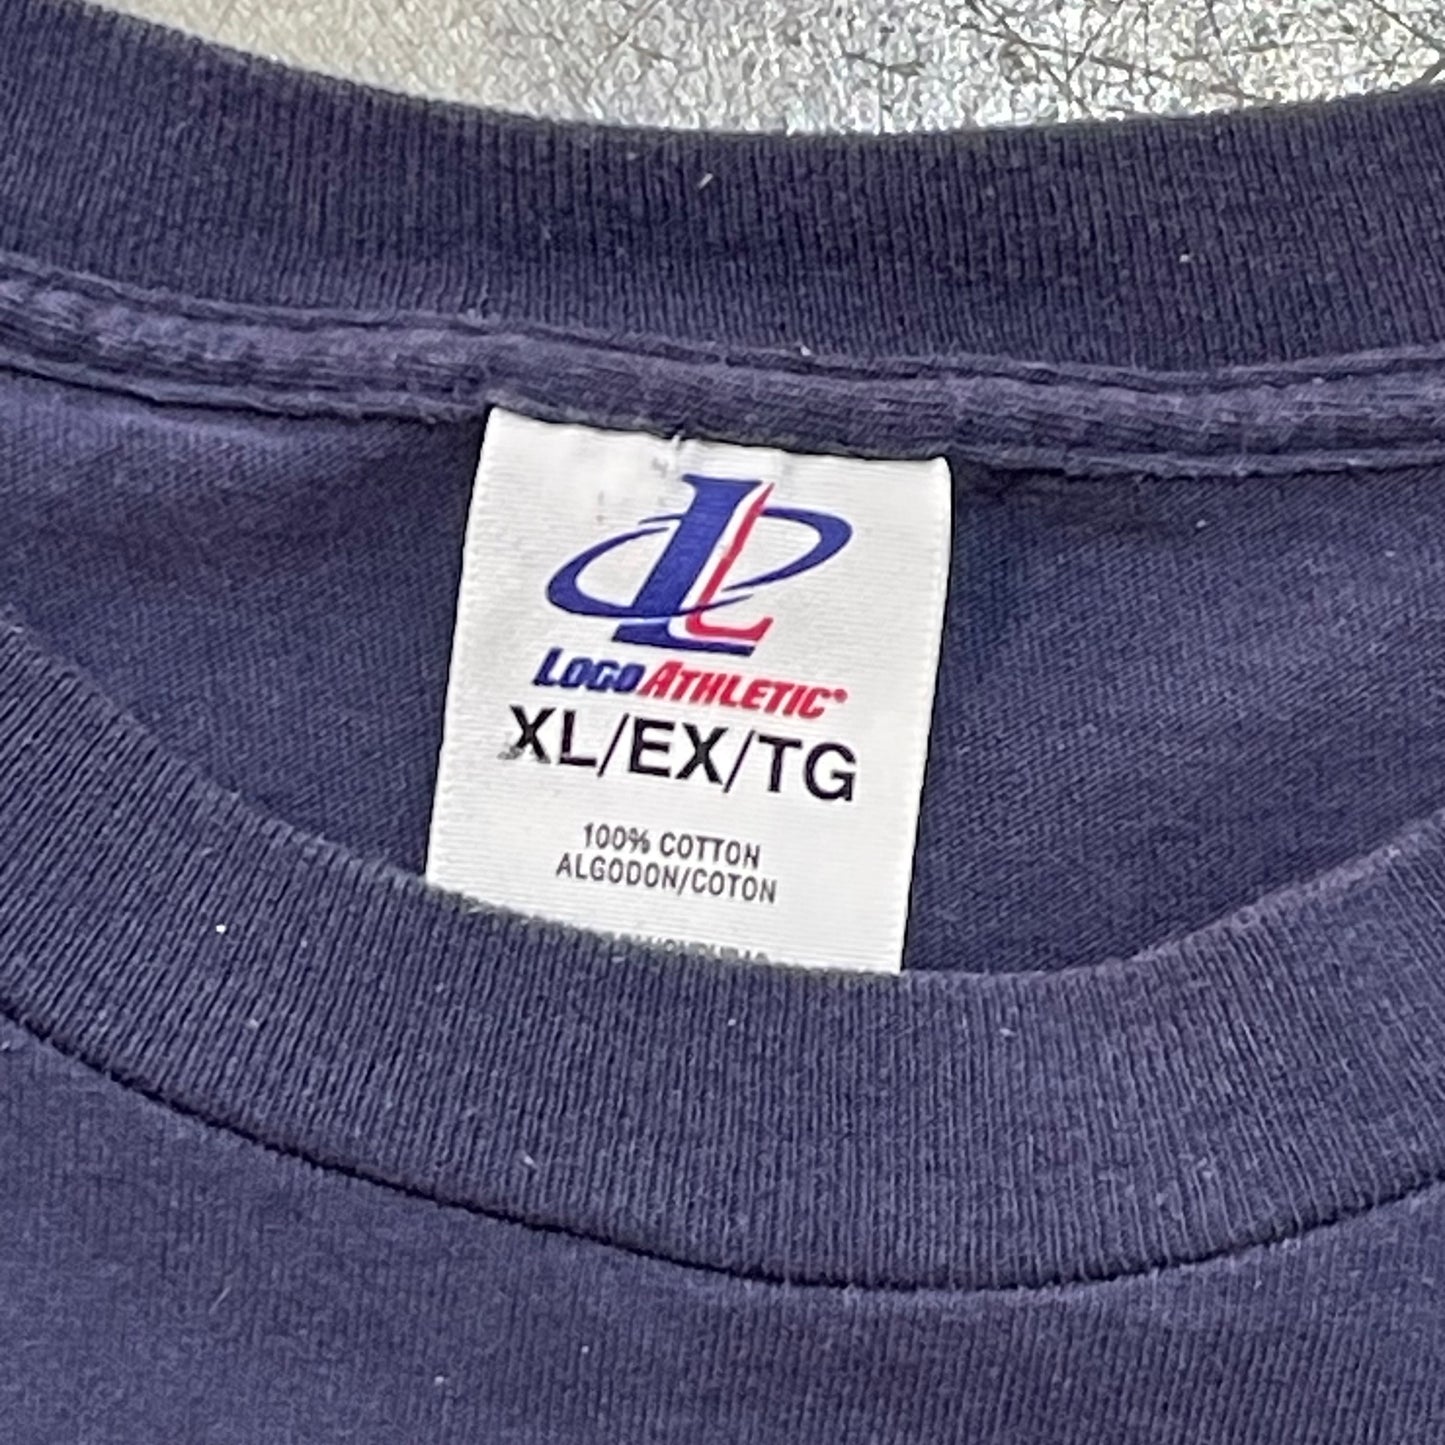 LOGO ATHLETIC®
XL/EX/TG
100% COTTON
ALGODON/COTON